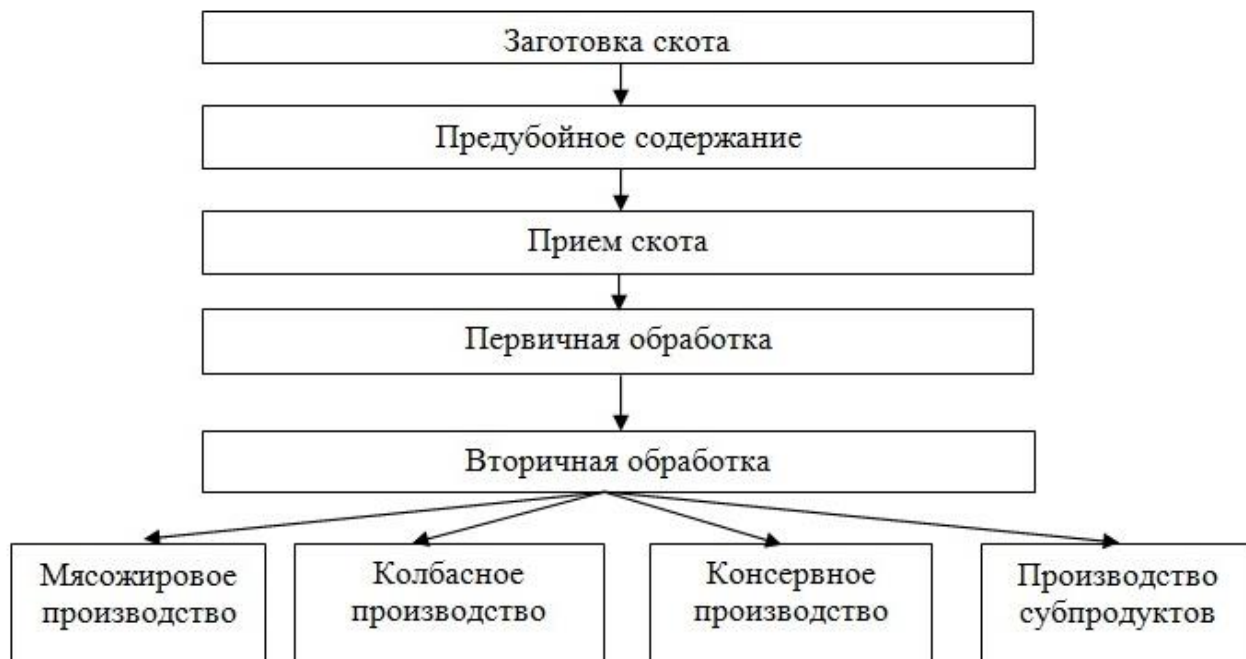 Заготовка скота
Предубойное содержание
Прием скота
Первичная обработка
Вторичная обработка
Мясожировое
производство
Колбасное
производство
Консервное
производство
Производство
субпродуктов